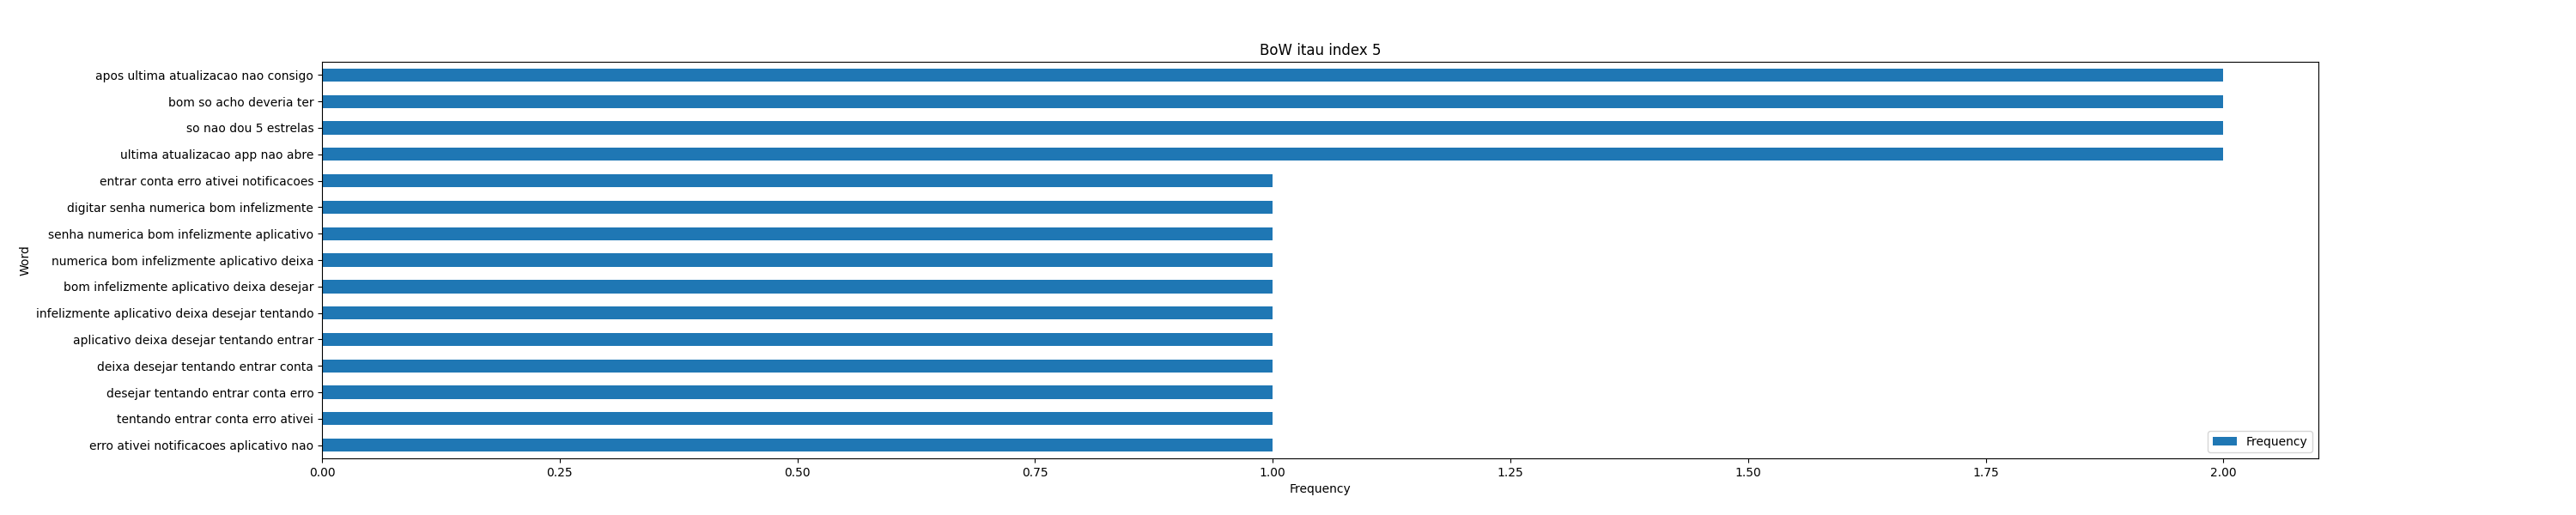 BoW itau index 5
apos ultima atualizacao nao consigo
bom so acho deveria ter
so nao dou 5 estrelas
ultima atualizacao app nao abre
entrar conta erro ativei notificacoes
digitar senha numerica bom infelizmente
senha numerica bom infelizmente aplicativo
numerica bom infelizmente aplicativo deixa
bom infelizmente aplicativo deixa desejar
infelizmente aplicativo deixa desejar tentando
aplicativo deixa desejar tentando entrar
deixa desejar tentando entrar conta
desejar tentando entrar conta erro
tentando entrar conta erro ativei
erro ativei notificacoes aplicativo nao
Word
Frequency
0.00 0.25 0.50 0.75 1.00 1.25 1.50 1.75 2.00
Frequency